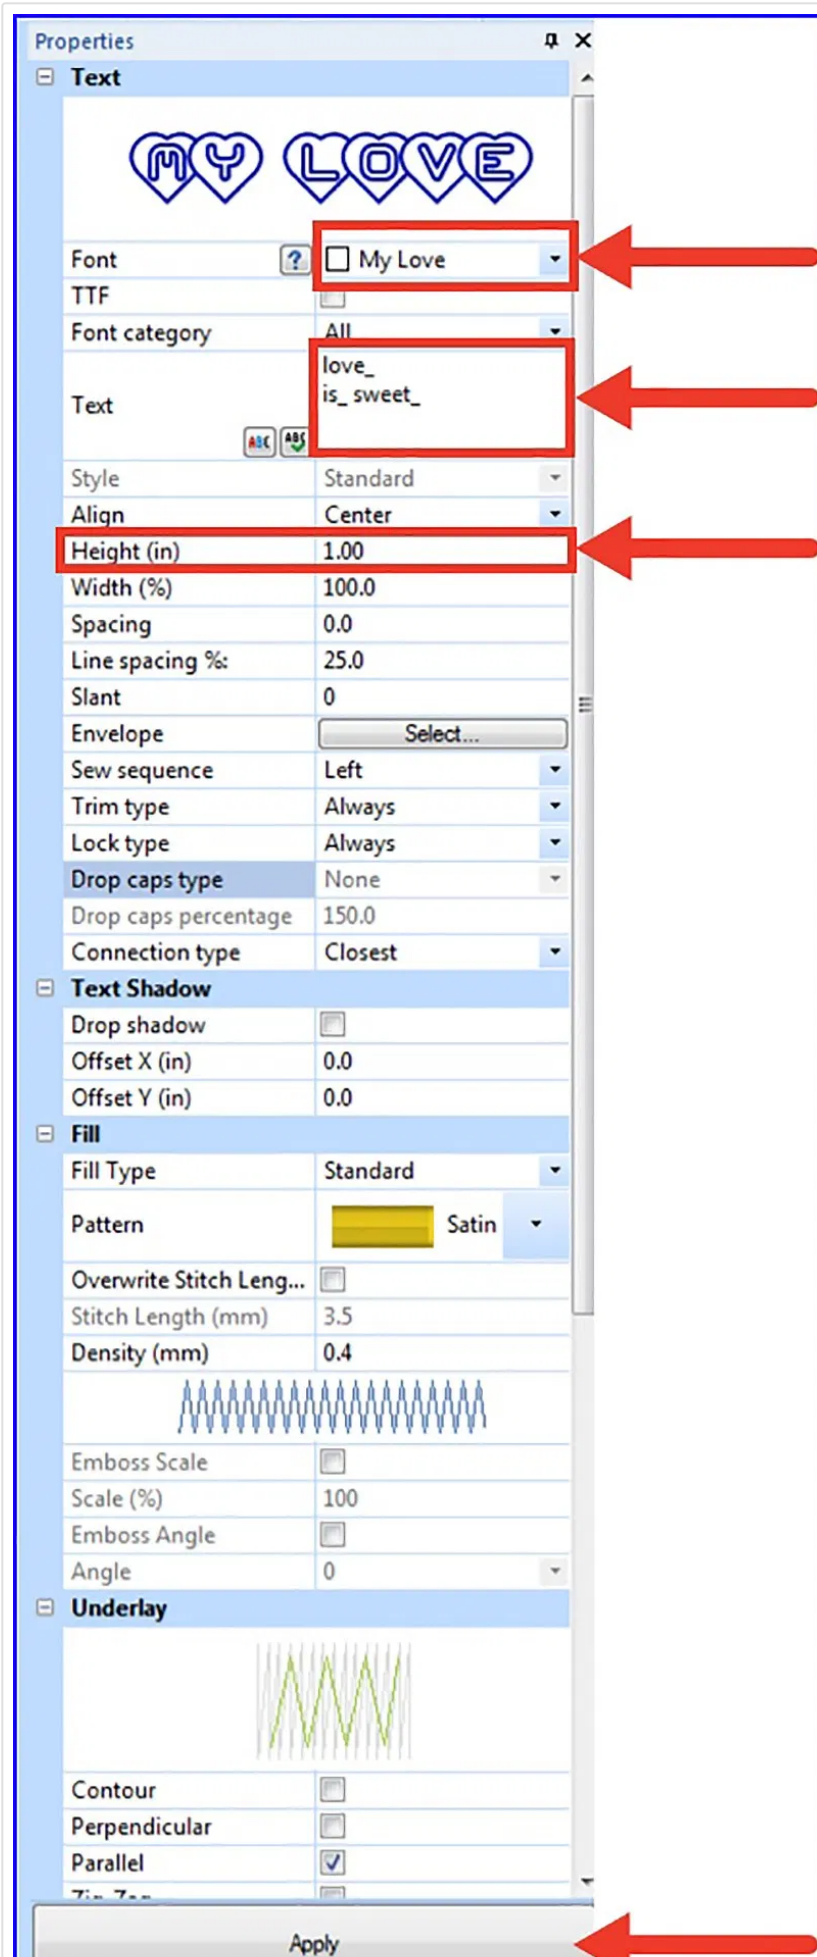 Properties
Text
MY LOVE
Font ? My Love
TTF
Font category All
Text love_
is_ sweet_
ABC ABC
Style Standard
Align Center
Height (in) 1.00
Width (%) 100.0
Spacing 0.0
Line spacing %: 25.0
Slant 0
Envelope Select...
Sew sequence Left
Trim type Always
Lock type Always
Drop caps type None
Drop caps percentage 150.0
Connection type Closest
Text Shadow
Drop shadow
Offset X (in) 0.0
Offset Y (in) 0.0
Fill
Fill Type Standard
Pattern Satin
Overwrite Stitch Leng...
Stitch Length (mm) 3.5
Density (mm) 0.4
Emboss Scale
Scale (%) 100
Emboss Angle
Angle 0
Underlay
Contour
Perpendicular
Parallel
Zig-Zag
Apply